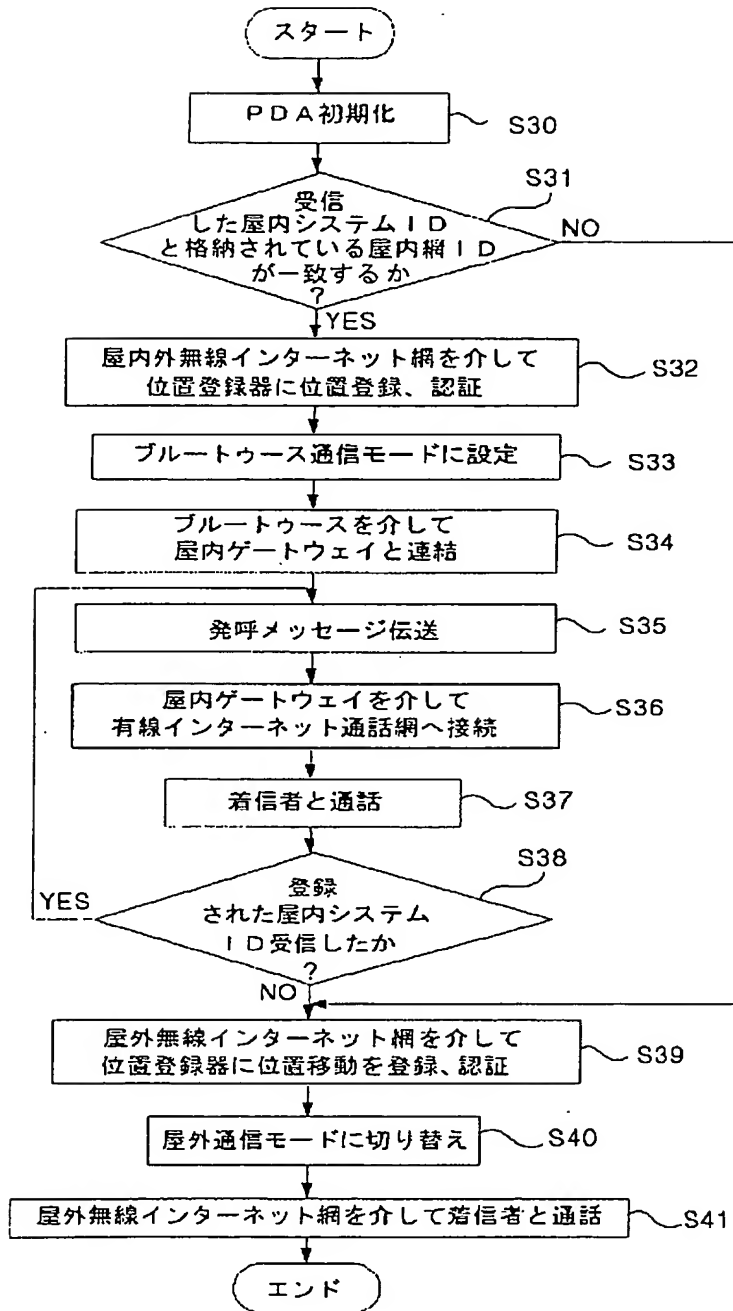 スタート
PDA初期化
S30
S31
受信
した屋内システムID
と格納されている屋内網ID
が一致するか
?
NO
YES
屋内外無線インターネット網を介して
位置登録器に位置登録、認証
S32
ブルートゥース通信モードに設定
S33
ブルートゥースを介して
屋内ゲートウェイと連結
S34
発呼メッセージ伝送
S35
屋内ゲートウェイを介して
有線インターネット通話網へ接続
S36
着信者と通話
S37
S38
YES
登録
された屋内システム
ID受信したか
?
NO
屋外無線インターネット網を介して
位置登録器に位置移動を登録、認証
S39
屋外通信モードに切り替え
S40
屋外無線インターネット網を介して着信者と通話
S41
エンド